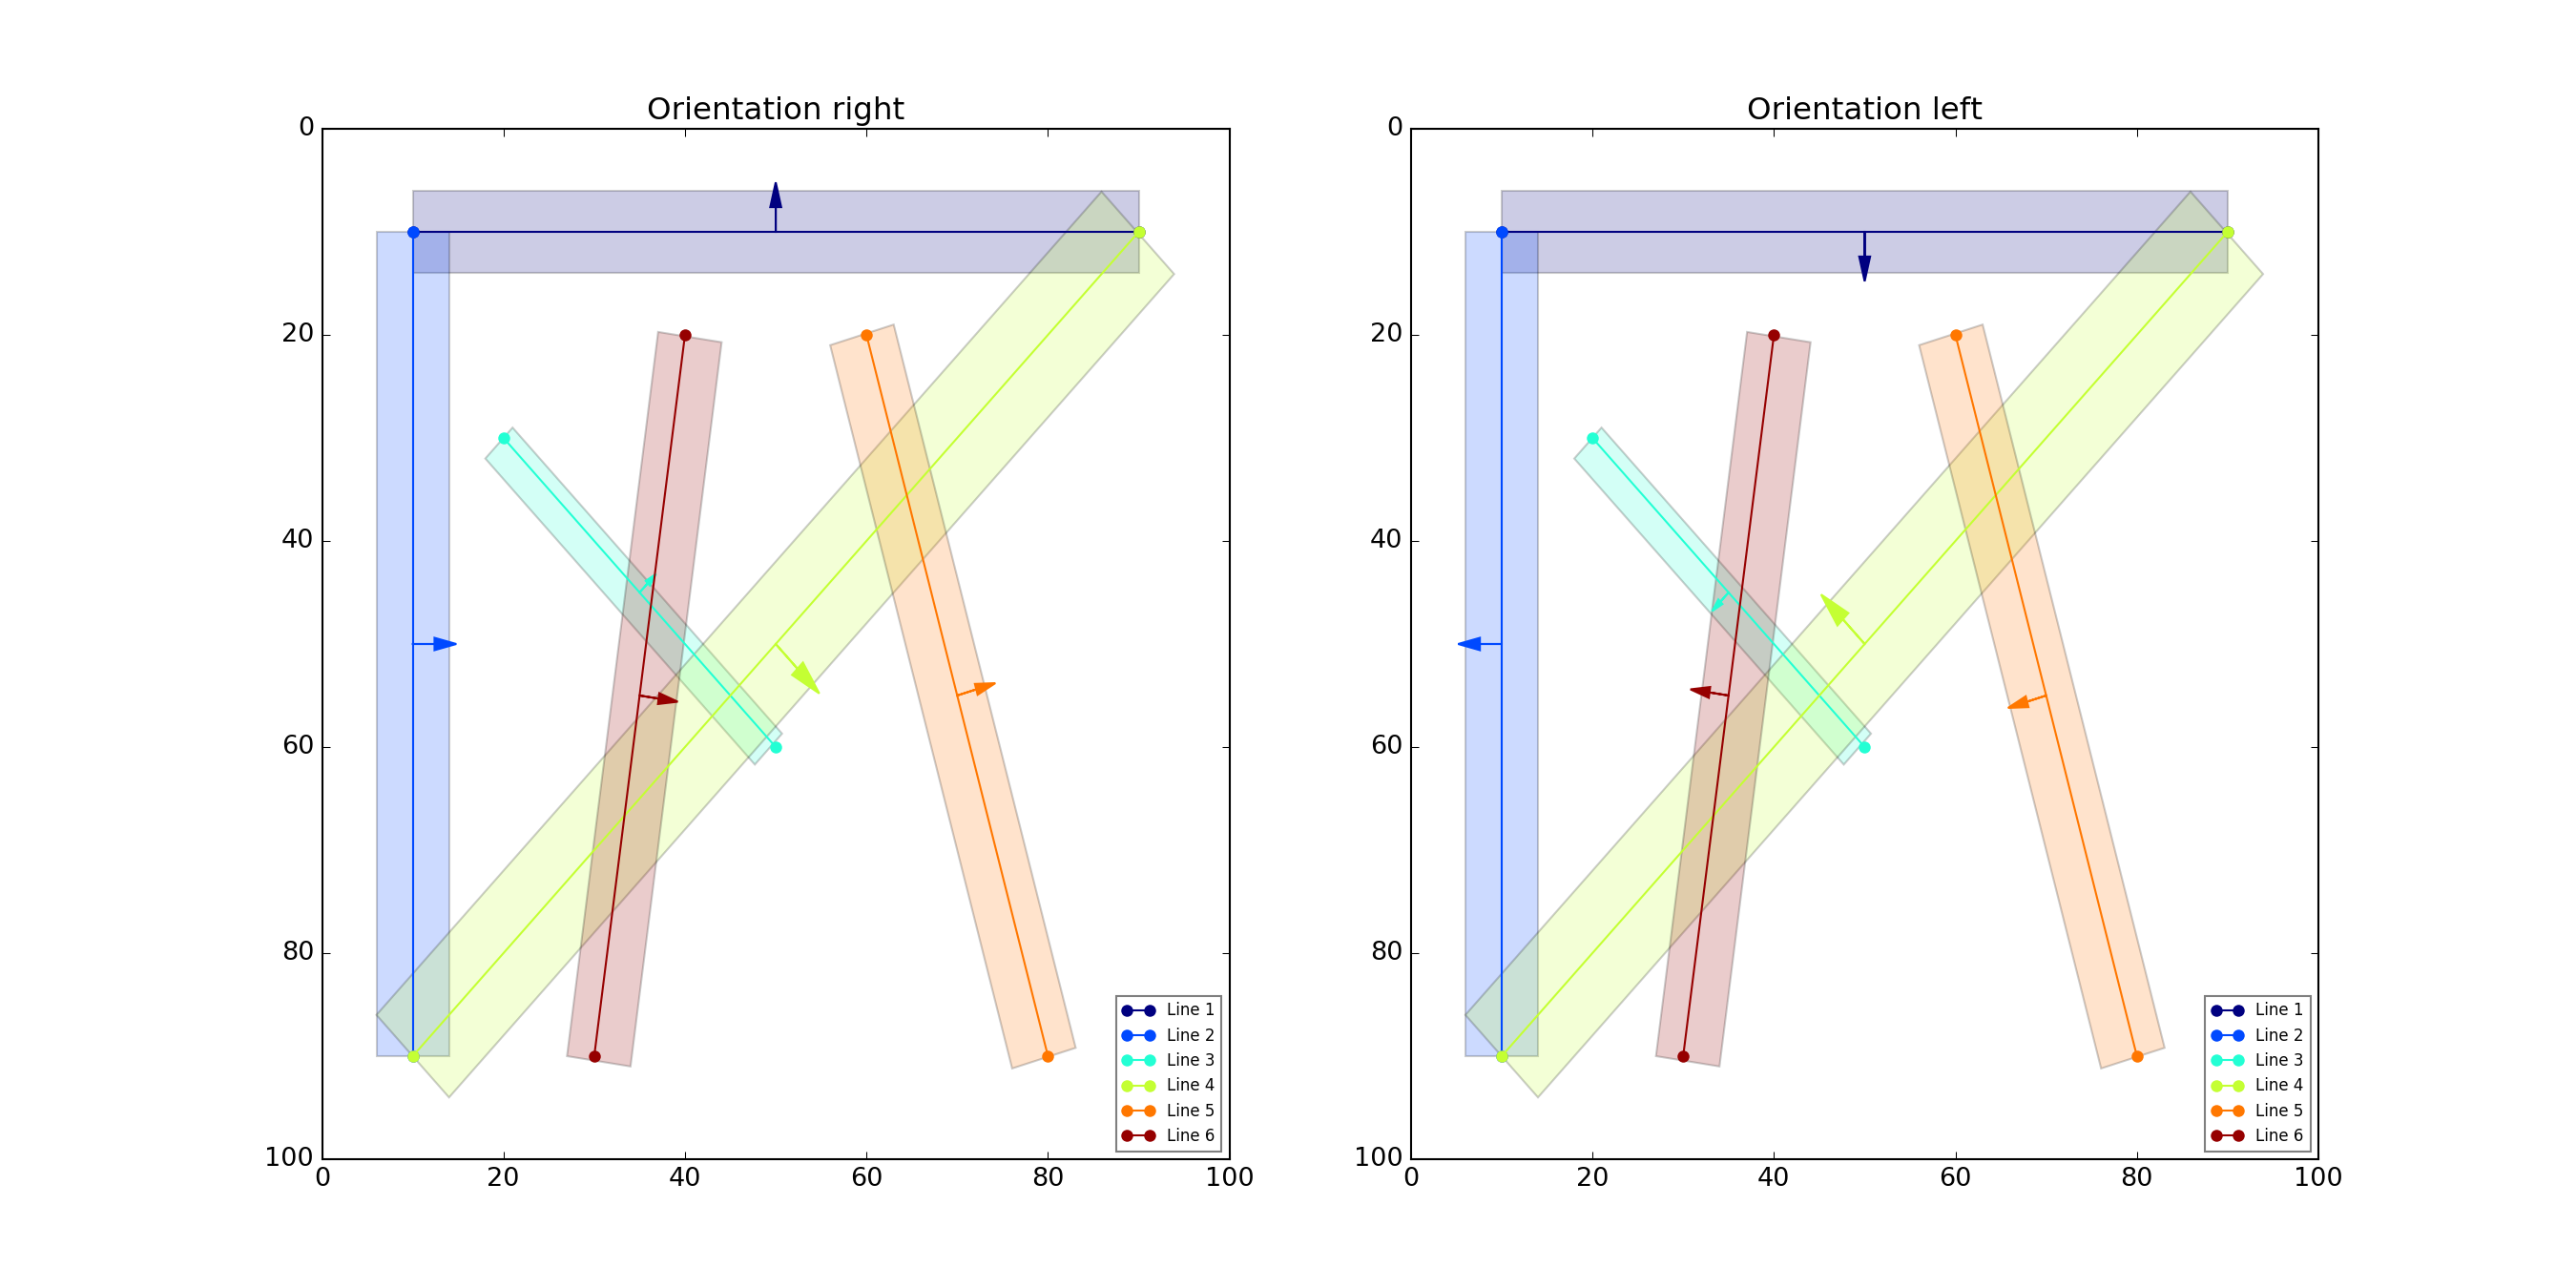 Orientation right
0
20
40
60
80
100
0 20 40 60 80 100
Line 1
Line 2
Line 3
Line 4
Line 5
Line 6
Orientation left
0
20
40
60
80
100
0 20 40 60 80 100
Line 1
Line 2
Line 3
Line 4
Line 5
Line 6